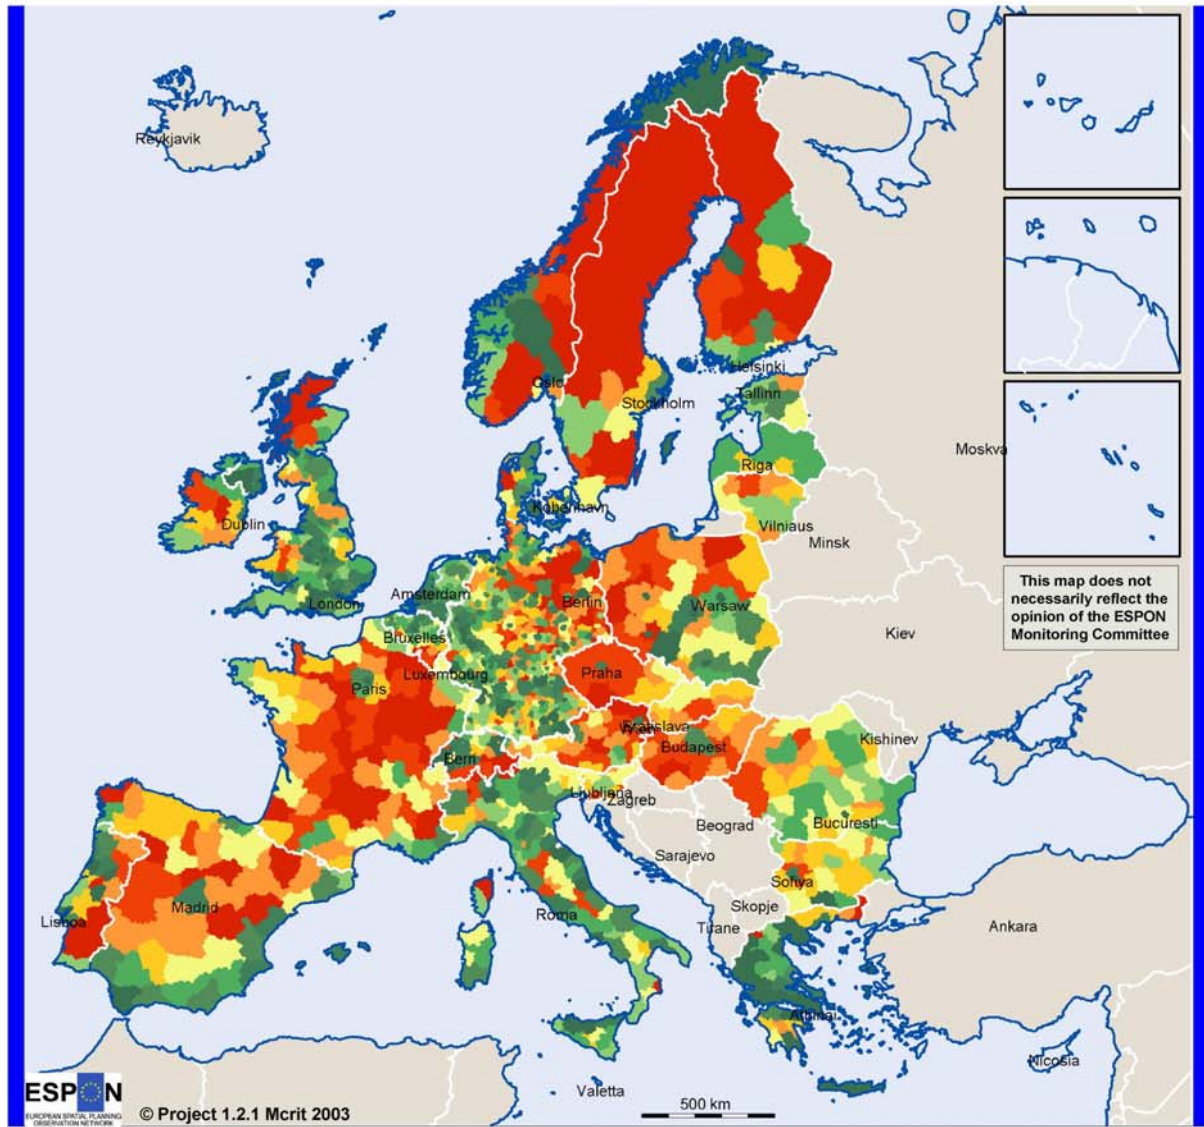 Reykjavik
Oslo
Helsinki
Tallinn
Stockholm
Moskva
Riga
København
Vilniaus
Minsk
Dublin
London
Amsterdam
Berlin
Warsaw
Bruxelles
Kiev
Luxembourg
Praha
Paris
Bratislava
Wien
Budapest
Kishinev
Bern
Ljubljana
Zagreb
Beograd
Bucuresti
Sarajevo
Sofiya
Skopje
Tirane
Roma
Madrid
Lisboa
Ankara
Athinai
Nicosia
Valetta
This map does not
necessarily reflect the
opinion of the ESPON
Monitoring Committee
ESPON
EUROPEAN SPATIAL PLANNING
OBSERVATION NETWORK
© Project 1.2.1 Mcrit 2003
500 km